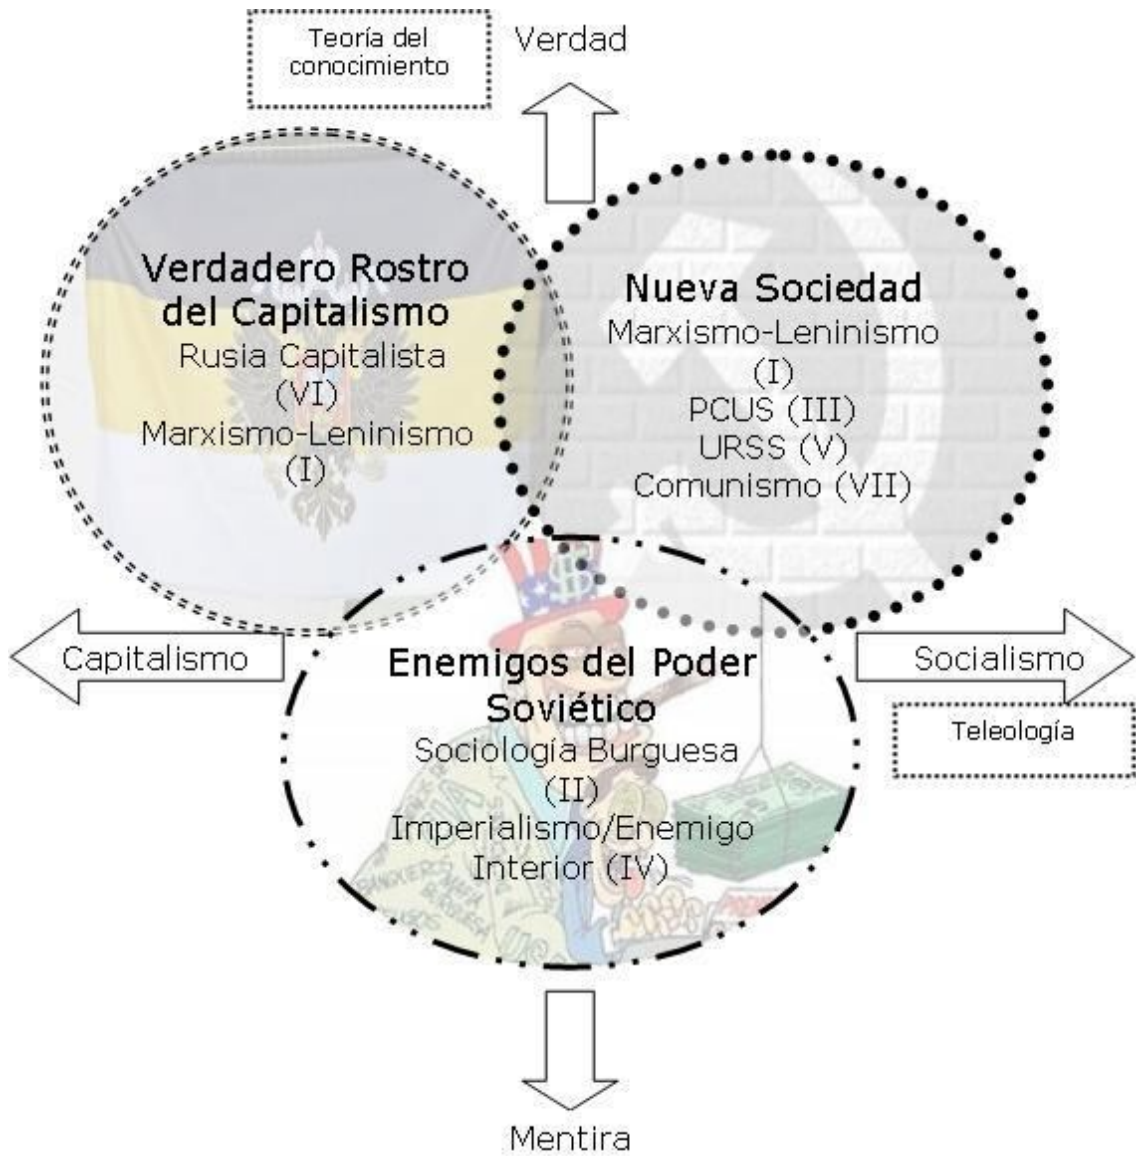 Teoría del
conocimiento
Verdad
Verdadero Rostro
del Capitalismo
Rusia Capitalista
(VI)
Marxismo-Leninismo
(I)
Nueva Sociedad
Marxismo-Leninismo
(I)
PCUS (III)
URSS (V)
Comunismo (VII)
Capitalismo
Socialismo
Teleología
Enemigos del Poder
Soviético
Sociología Burguesa
(II)
Imperialismo/Enemigo
Interior (IV)
$
Mentira